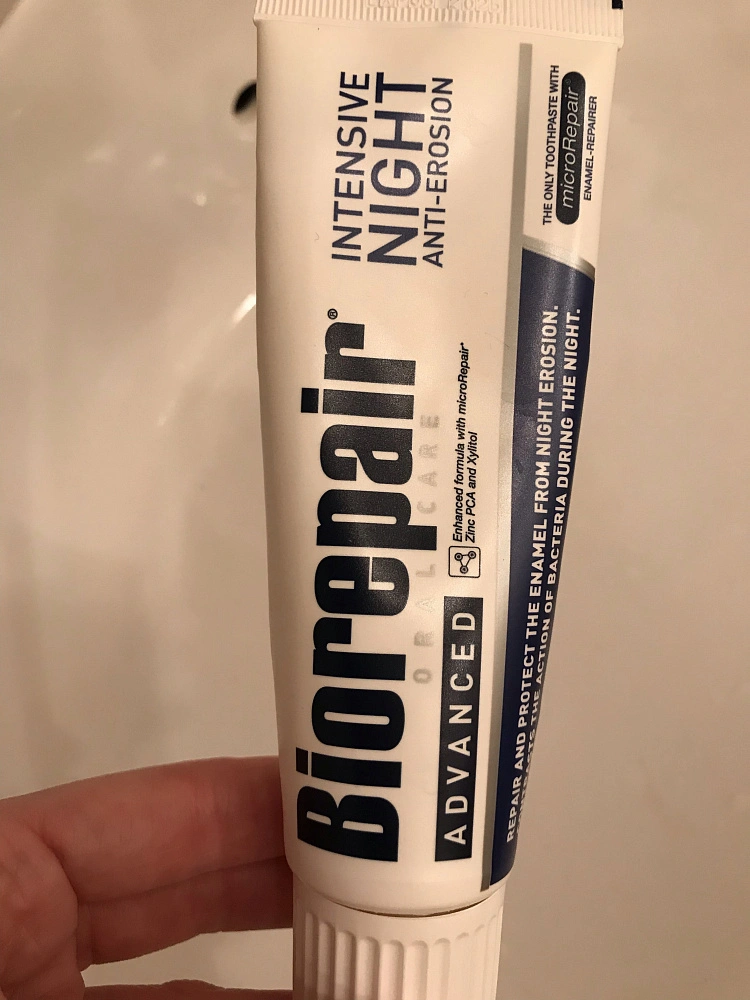 Biorepair®
ORAL CARE
INTENSIVE
NIGHT
ANTI-EROSION
ADVANCED
Enhanced formula with microRepair®
Zinc PCA and Xylitol
THE ONLY TOOTHPASTE WITH
microRepair®
ENAMEL-REPAIRER
REPAIR AND PROTECT THE ENAMEL FROM NIGHT EROSION.
THE ACTION OF BACTERIA DURING THE NIGHT.